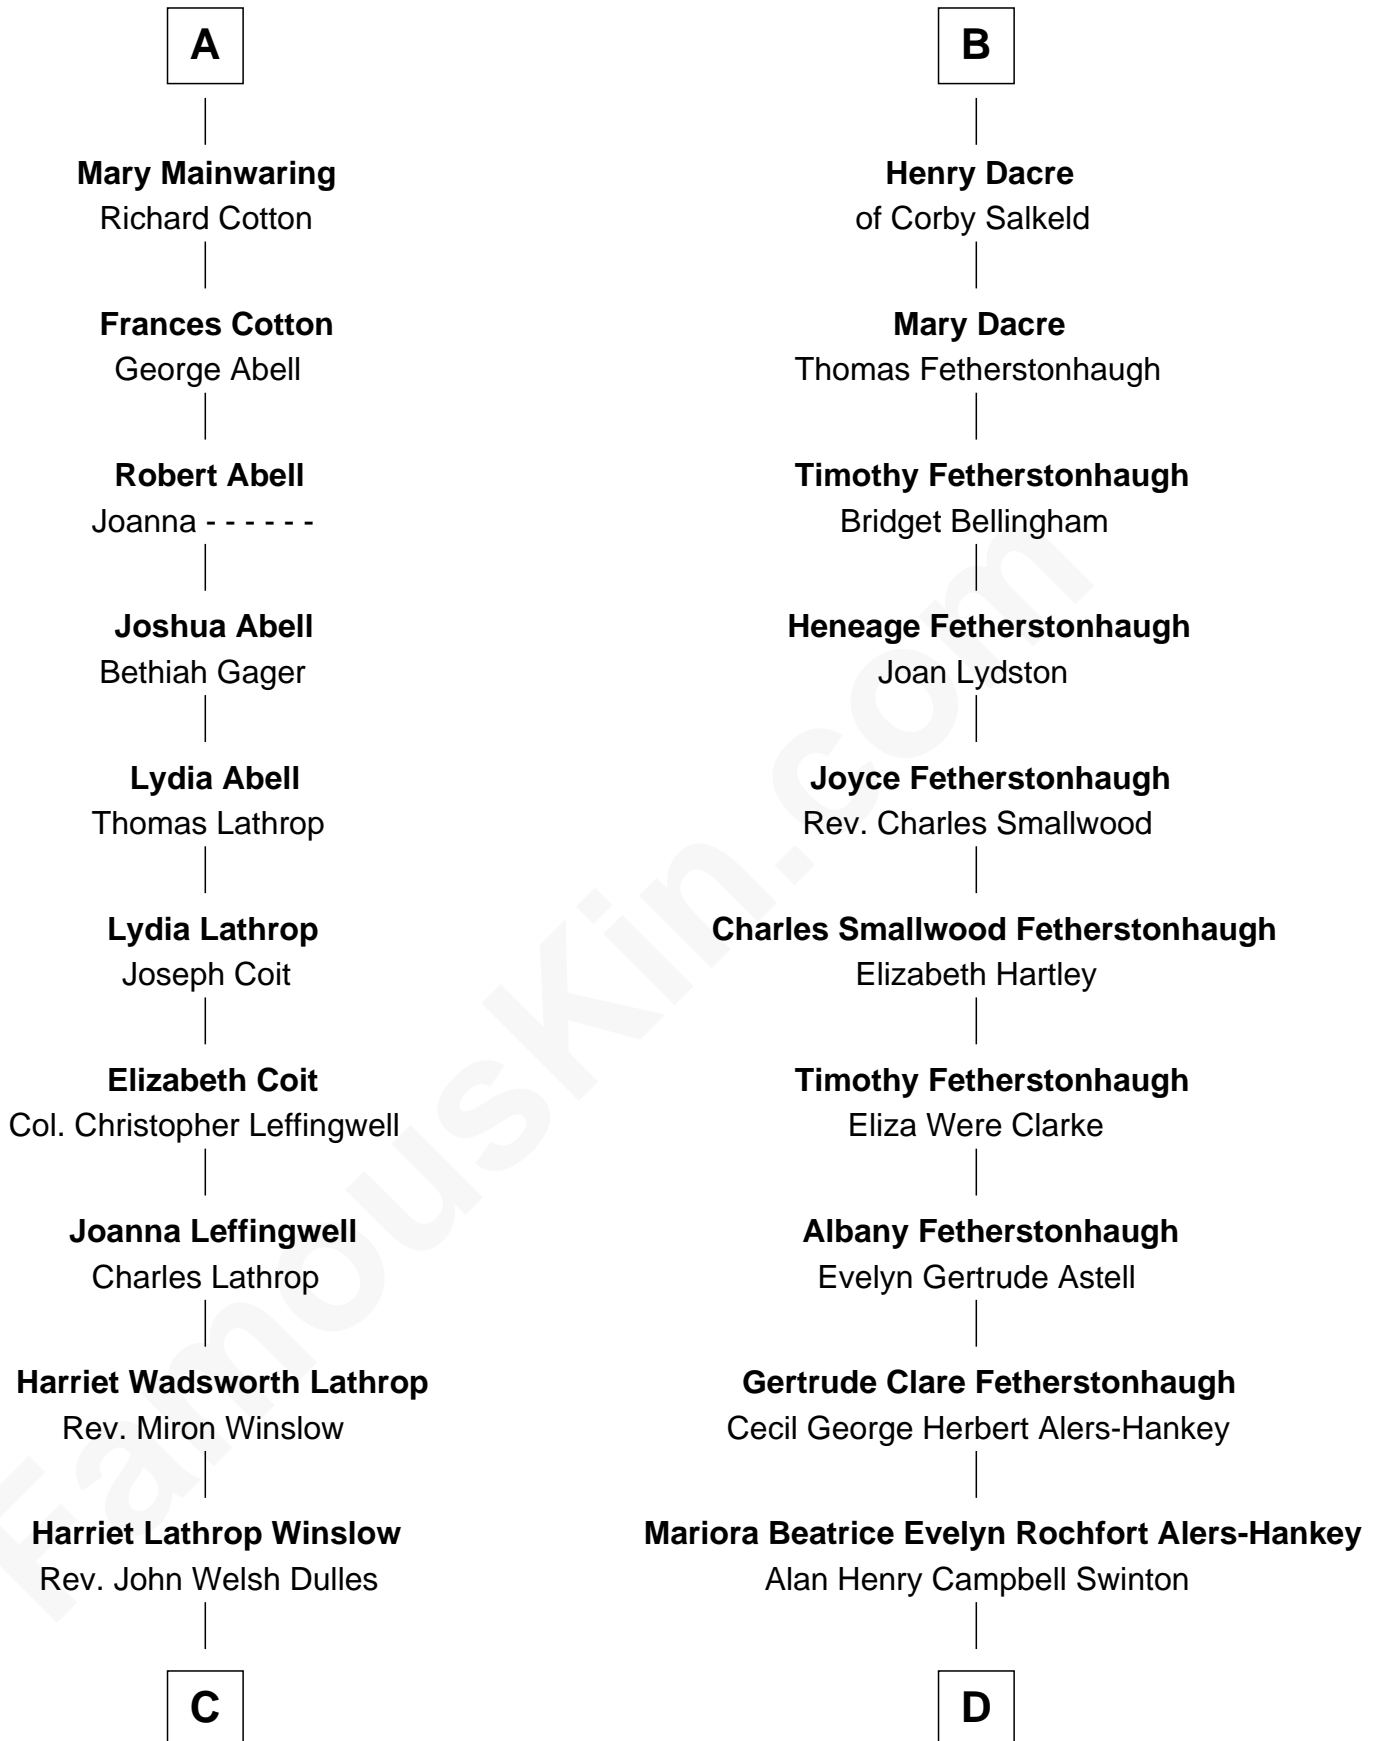 A
Mary Mainwaring
Richard Cotton
Frances Cotton
George Abell
Robert Abell
Joanna - - - - - -
Joshua Abell
Bethiah Gager
Lydia Abell
Thomas Lathrop
Lydia Lathrop
Joseph Coit
Elizabeth Coit
Col. Christopher Leffingwell
Joanna Leffingwell
Charles Lathrop
Harriet Wadsworth Lathrop
Rev. Miron Winslow
Harriet Lathrop Winslow
Rev. John Welsh Dulles
C
B
Henry Dacre
of Corby Salkeld
Mary Dacre
Thomas Fetherstonhaugh
Timothy Fetherstonhaugh
Bridget Bellingham
Heneage Fetherstonhaugh
Joan Lydston
Joyce Fetherstonhaugh
Rev. Charles Smallwood
Charles Smallwood Fetherstonhaugh
Elizabeth Hartley
Timothy Fetherstonhaugh
Eliza Were Clarke
Albany Fetherstonhaugh
Evelyn Gertrude Astell
Gertrude Clare Fetherstonhaugh
Cecil George Herbert Alers-Hankey
Mariora Beatrice Evelyn Rochfort Alers-Hankey
Alan Henry Campbell Swinton
D
FamousKin.com